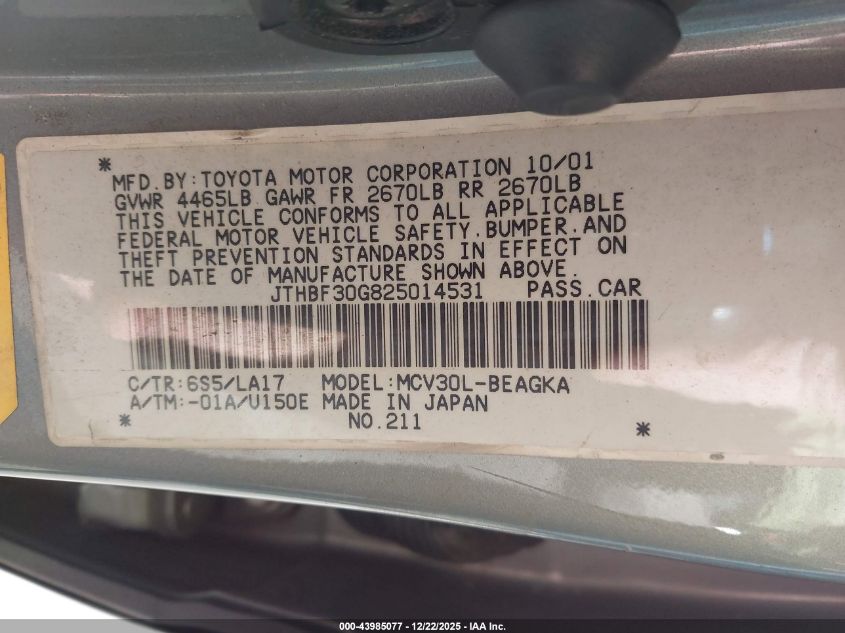 *
MFD.BY:TOYOTA MOTOR CORPORATION 10/01
GVWR 4465LB GAWR FR 2670LB RR 2670LB
THIS VEHICLE CONFORMS TO ALL APPLICABLE
FEDERAL MOTOR VEHICLE SAFETY.BUMPER.AND
THEFT PREVENTION STANDARDS IN EFFECT ON
THE DATE OF MANUFACTURE SHOWN ABOVE.
JTHBF30G825014531 PASS.CAR
C/TR:6S5/LA17 MODEL:MCV30L-BEAGKA
A/TM:-01A/U150E MADE IN JAPAN
* NO.211 *
000-43985077 - 12/22/2025 - IAA Inc.